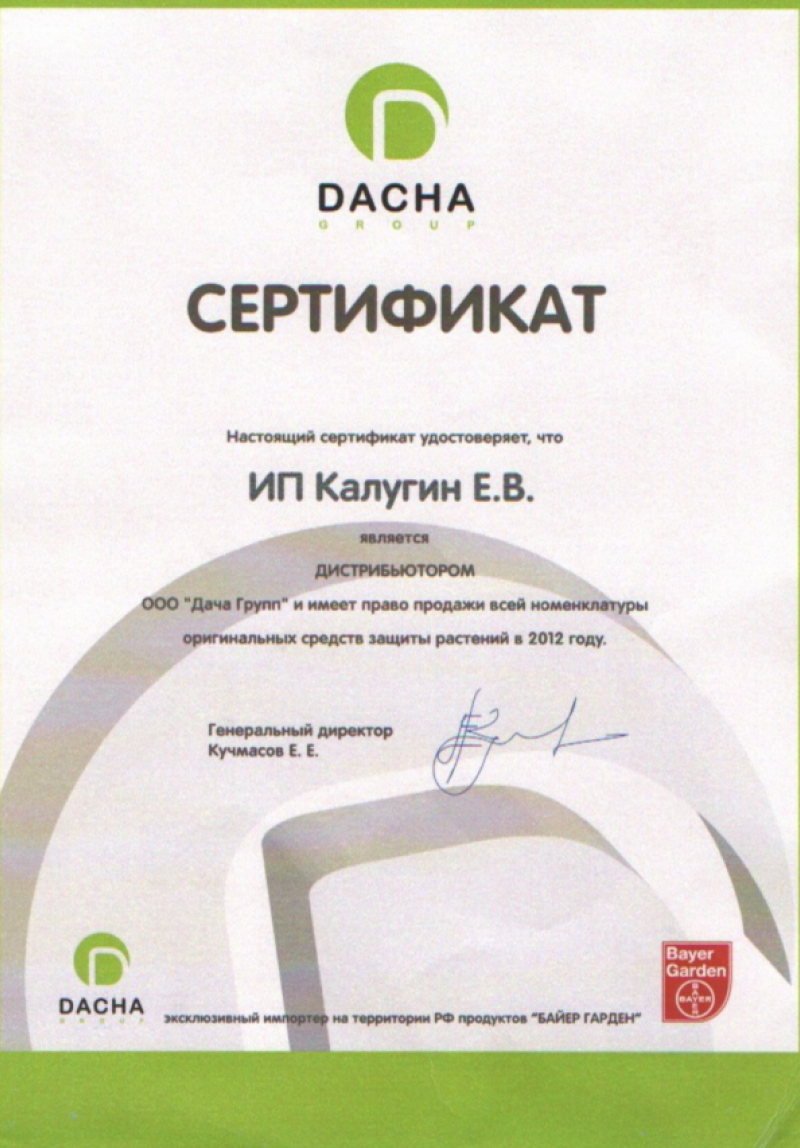 DACHA
GROUP
СЕРТИФИКАТ
Настоящий сертификат удостоверяет, что
ИП Калугин Е.В.
является
ДИСТРИБЬЮТОРОМ
ООО "Дача Групп" и имеет право продажи всей номенклатуры
оригинальных средств защиты растений в 2012 году.
Генеральный директор
Кучмасов Е. Е.
Bayer
Garden
BAYER
BAYER
DACHA
GROUP
эксклюзивный импортер на территории РФ продуктов "БАЙЕР ГАРДЕН"